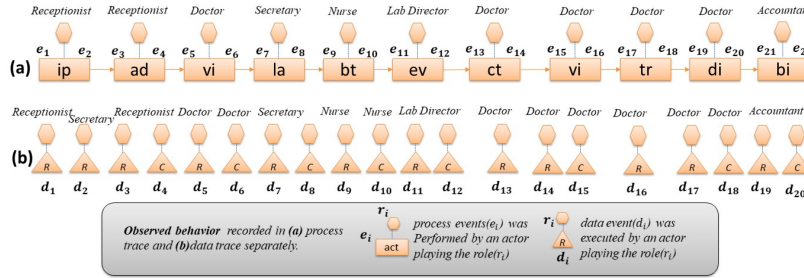 Receptionist Receptionist Doctor Secretary Nurse Lab Director Doctor Doctor Doctor Doctor Accountant
e1 e2 e3 e4 e5 e6 e7 e8 e9 e10 e11 e12 e13 e14 e15 e16 e17 e18 e19 e20 e21
(a) ip ad vi la bt ev ct vi tr di bi
Receptionist Secretary Receptionist Doctor Doctor Secretary Nurse Nurse Lab Director Doctor Doctor Doctor Doctor Doctor Doctor Accountant
(b) R R R C R C R C R C R C R R C R R C R C
d1 d2 d3 d4 d5 d6 d7 d8 d9 d10 d11 d12 d13 d14 d15 d16 d17 d18 d19 d20
Observed behavior recorded in (a) process
trace and (b)data trace separately.
ri
ei act
process events(ei) was
Performed by an actor
playing the role(ri)
ri
R
di
data event(di) was
executed by an actor
playing the role(ri)